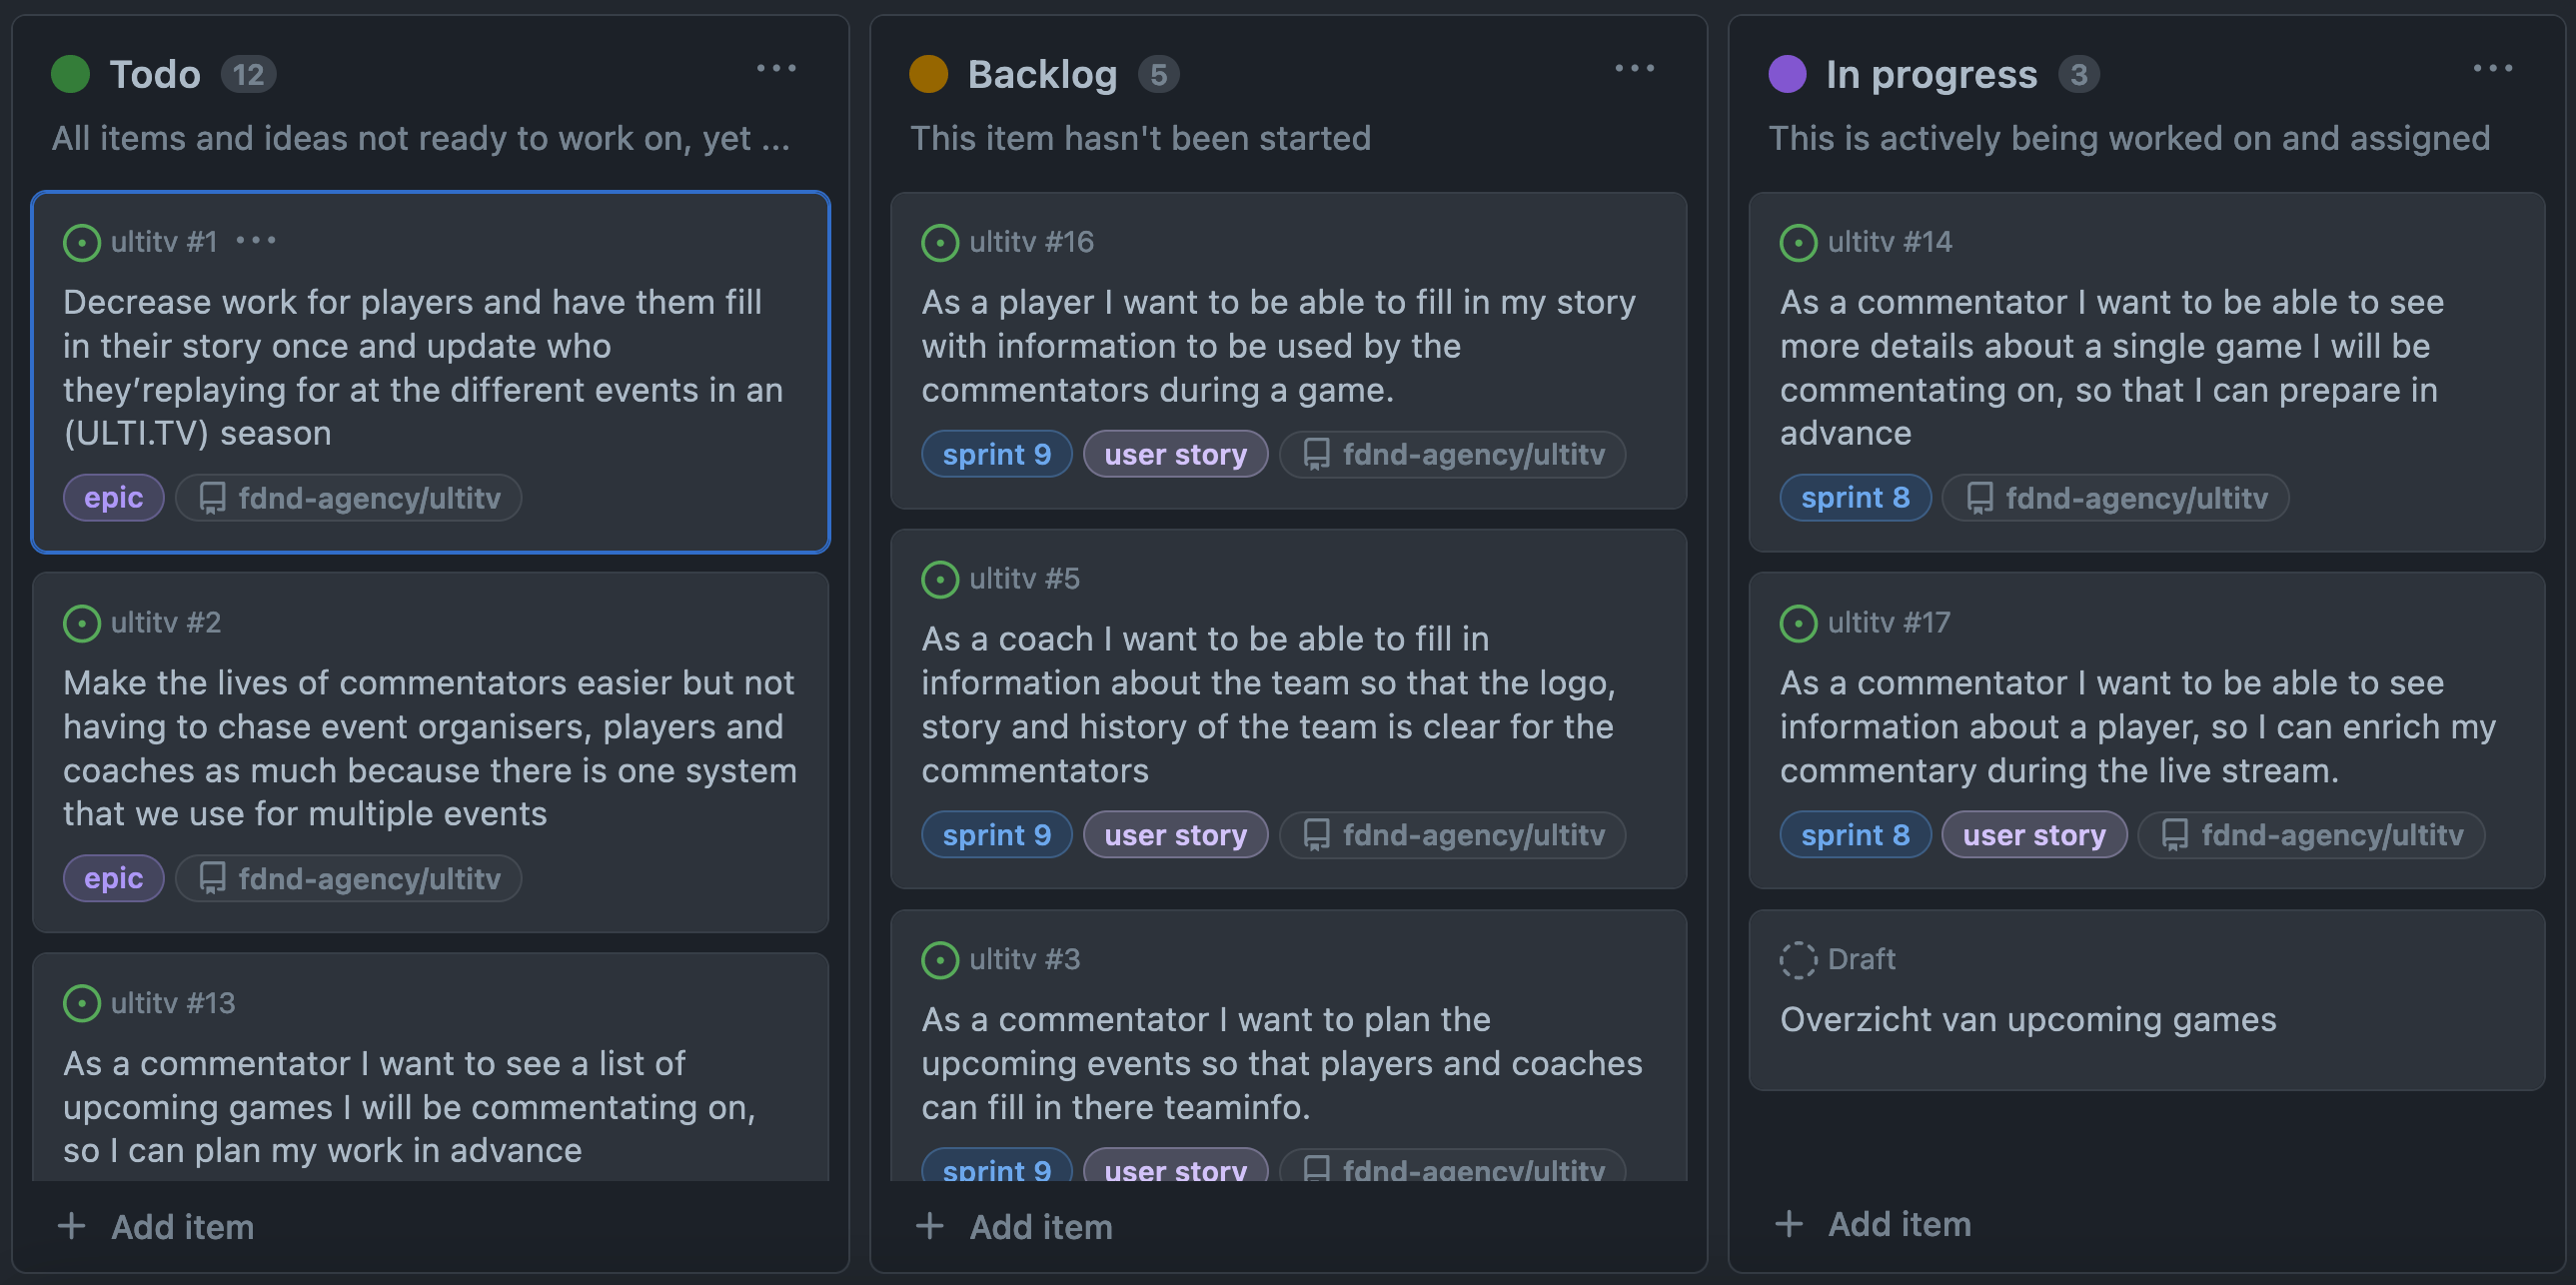 Todo 12
All items and ideas not ready to work on, yet ...
ultitv #1
Decrease work for players and have them fill
in their story once and update who
they’replaying for at the different events in an
(ULTI.TV) season
epic fdnd-agency/ultitv
ultitv #2
Make the lives of commentators easier but not
having to chase event organisers, players and
coaches as much because there is one system
that we use for multiple events
epic fdnd-agency/ultitv
ultitv #13
As a commentator I want to see a list of
upcoming games I will be commentating on,
so I can plan my work in advance
+ Add item
Backlog 5
This item hasn't been started
ultitv #16
As a player I want to be able to fill in my story
with information to be used by the
commentators during a game.
sprint 9 user story fdnd-agency/ultitv
ultitv #5
As a coach I want to be able to fill in
information about the team so that the logo,
story and history of the team is clear for the
commentators
sprint 9 user story fdnd-agency/ultitv
ultitv #3
As a commentator I want to plan the
upcoming events so that players and coaches
can fill in there teaminfo.
sprint 9 user story fdnd-agency/ultitv
+ Add item
In progress 3
This is actively being worked on and assigned
ultitv #14
As a commentator I want to be able to see
more details about a single game I will be
commentating on, so that I can prepare in
advance
sprint 8 fdnd-agency/ultitv
ultitv #17
As a commentator I want to be able to see
information about a player, so I can enrich my
commentary during the live stream.
sprint 8 user story fdnd-agency/ultitv
Draft
Overzicht van upcoming games
+ Add item